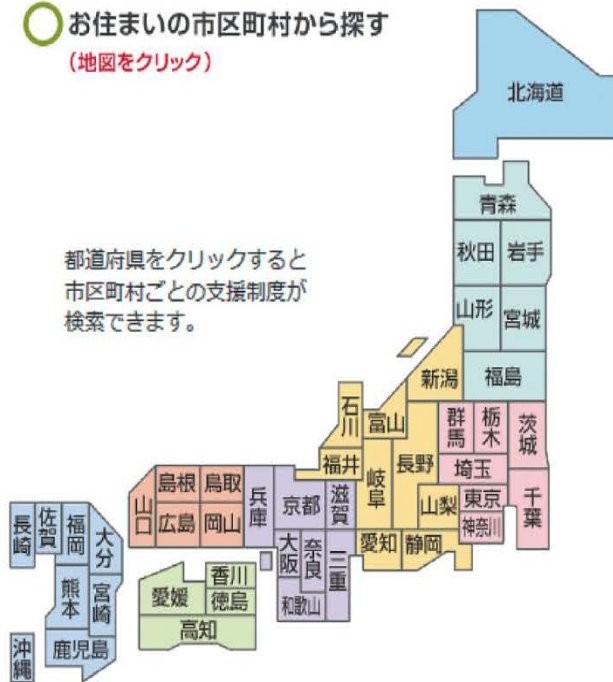 お住まいの市区町村から探す
(地図をクリック)
都道府県をクリックすると
市区町村ごとの支援制度が
検索できます。
北海道
青森
秋田
岩手
山形
宮城
新潟
福島
石川
富山
群馬
栃木
茨城
福井
岐阜
長野
埼玉
山梨
東京
千葉
神奈川
山口
島根
鳥取
兵庫
京都
滋賀
広島
岡山
愛知
静岡
大阪
奈良
三重
和歌山
長崎
佐賀
福岡
大分
熊本
宮崎
鹿児島
沖縄
愛媛
香川
徳島
高知